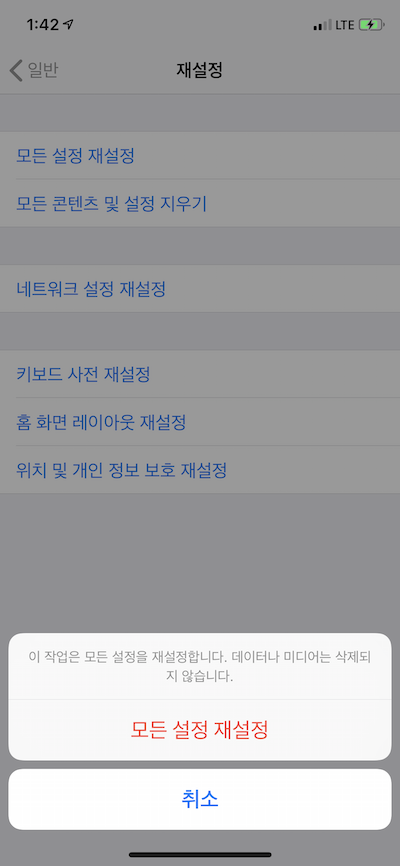 1:42
LTE
일반
재설정
모든 설정 재설정
모든 콘텐츠 및 설정 지우기
네트워크 설정 재설정
키보드 사전 재설정
홈 화면 레이아웃 재설정
위치 및 개인 정보 보호 재설정
이 작업은 모든 설정을 재설정합니다. 데이터나 미디어는 삭제되
지 않습니다.
모든 설정 재설정
취소